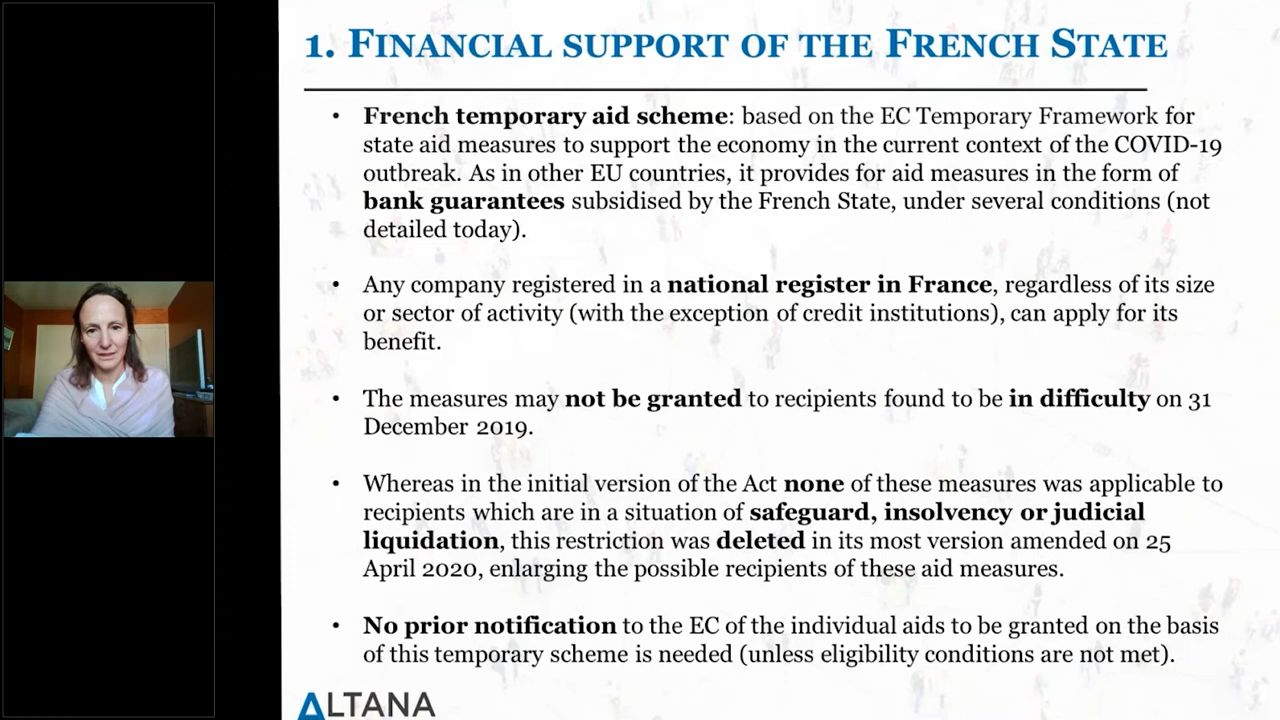 1. FINANCIAL SUPPORT OF THE FRENCH STATE
• French temporary aid scheme: based on the EC Temporary Framework for
state aid measures to support the economy in the current context of the COVID-19
outbreak. As in other EU countries, it provides for aid measures in the form of
bank guarantees subsidised by the French State, under several conditions (not
detailed today).
• Any company registered in a national register in France, regardless of its size
or sector of activity (with the exception of credit institutions), can apply for its
benefit.
• The measures may not be granted to recipients found to be in difficulty on 31
December 2019.
• Whereas in the initial version of the Act none of these measures was applicable to
recipients which are in a situation of safeguard, insolvency or judicial
liquidation, this restriction was deleted in its most version amended on 25
April 2020, enlarging the possible recipients of these aid measures.
• No prior notification to the EC of the individual aids to be granted on the basis
of this temporary scheme is needed (unless eligibility conditions are not met).
ALTANA